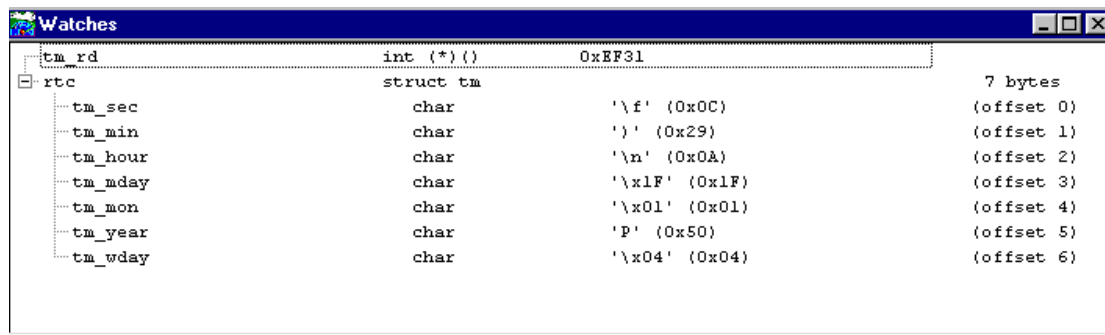 Watches
tm_rd int (*)() 0xEF31
rtc struct tm 7 bytes
tm_sec char '\f' (0x0C) (offset 0)
tm_min char ')' (0x29) (offset 1)
tm_hour char '\n' (0x0A) (offset 2)
tm_mday char '\x1F' (0x1F) (offset 3)
tm_mon char '\x01' (0x01) (offset 4)
tm_year char 'P' (0x50) (offset 5)
tm_wday char '\x04' (0x04) (offset 6)